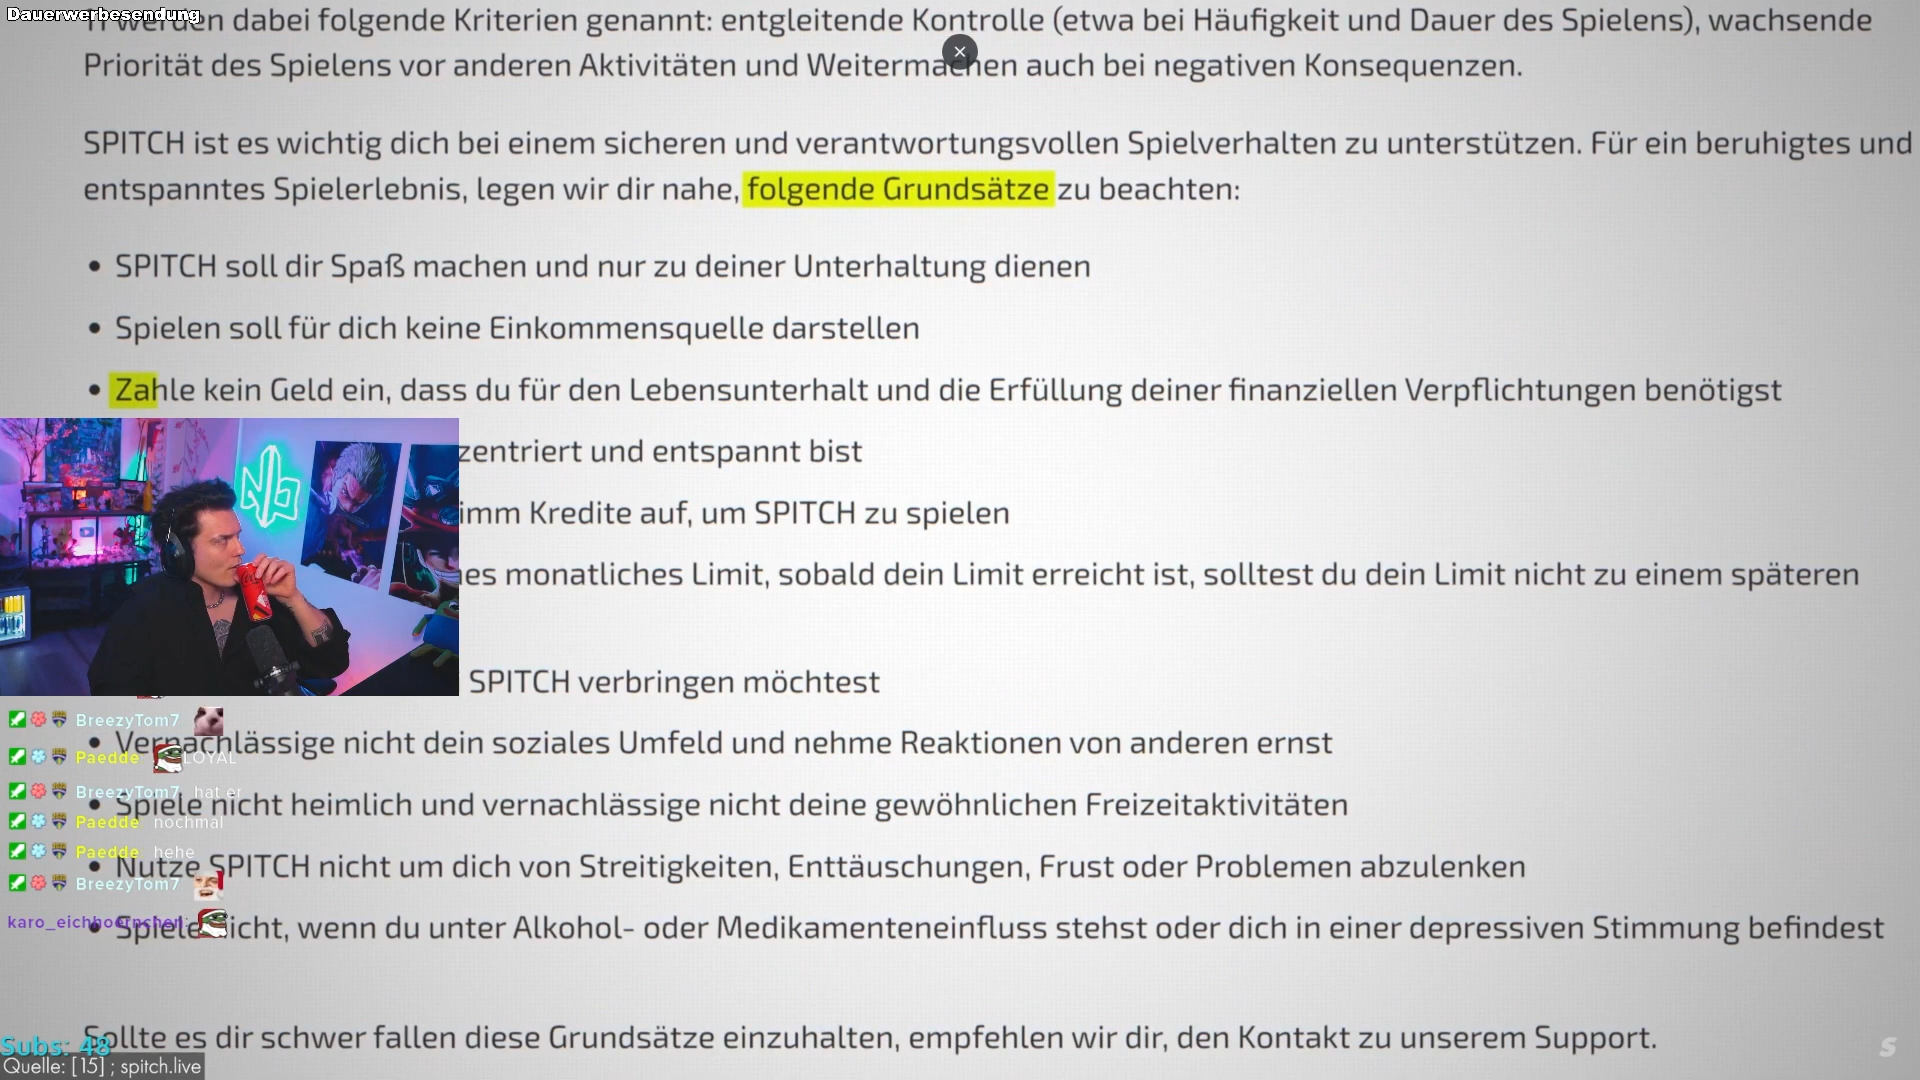 Dauerwerbesendung
werden dabei folgende Kriterien genannt: entgleitende Kontrolle (etwa bei Häufigkeit und Dauer des Spielens), wachsende
Priorität des Spielens vor anderen Aktivitäten und Weitermachen auch bei negativen Konsequenzen.
SPITCH ist es wichtig dich bei einem sicheren und verantwortungsvollen Spielverhalten zu unterstützen. Für ein beruhigtes und
entspanntes Spielerlebnis, legen wir dir nahe, folgende Grundsätze zu beachten:
• SPITCH soll dir Spaß machen und nur zu deiner Unterhaltung dienen
• Spielen soll für dich keine Einkommensquelle darstellen
• Zahle kein Geld ein, dass du für den Lebensunterhalt und die Erfüllung deiner finanziellen Verpflichtungen benötigst
zentriert und entspannt bist
imm Kredite auf, um SPITCH zu spielen
nes monatliches Limit, sobald dein Limit erreicht ist, solltest du dein Limit nicht zu einem späteren
SPITCH verbringen möchtest
BreezyTom7
• Vernachlässige nicht dein soziales Umfeld und nehme Reaktionen von anderen ernst
Paedde LOYAL
BreezyTom7 hat er
• Spiele nicht heimlich und vernachlässige nicht deine gewöhnlichen Freizeitaktivitäten
Paedde nochmal
Paedde hehe
• Nutze SPITCH nicht um dich von Streitigkeiten, Enttäuschungen, Frust oder Problemen abzulenken
BreezyTom7
karo_eichhoernchen:
• Spiele nicht, wenn du unter Alkohol- oder Medikamenteneinfluss stehst oder dich in einer depressiven Stimmung befindest
Sollte es dir schwer fallen diese Grundsätze einzuhalten, empfehlen wir dir, den Kontakt zu unserem Support.
Subs: 48
Quelle: [15] ; spitch.live